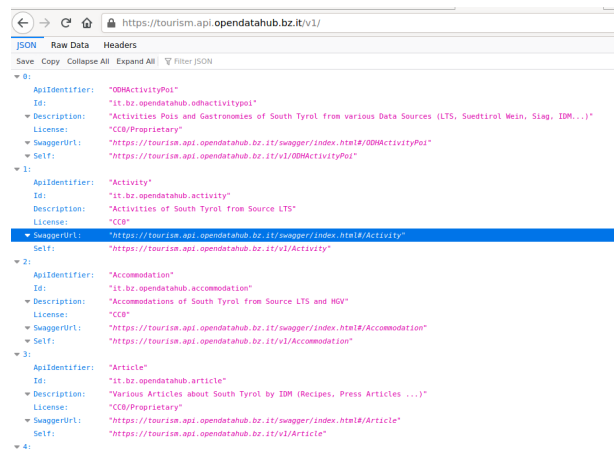 https://tourism.api.opendatahub.bz.it/v1/
JSON Raw Data Headers
Save Copy Collapse All Expand All Filter JSON
0:
ApiIdentifier: "ODHActivityPoi"
Id: "it.bz.opendatahub.odhactivitypoi"
Description: "Activities Pois and Gastronomies of South Tyrol from various Data Sources (LTS, Suedtirol Wein, Siag, IDM...)"
License: "CC0/Proprietary"
SwaggerUrl: "https://tourism.api.opendatahub.bz.it/swagger/index.html#/ODHActivityPoi"
Self: "https://tourism.api.opendatahub.bz.it/v1/ODHActivityPoi"
1:
ApiIdentifier: "Activity"
Id: "it.bz.opendatahub.activity"
Description: "Activities of South Tyrol from Source LTS"
License: "CC0"
SwaggerUrl: "https://tourism.api.opendatahub.bz.it/swagger/index.html#/Activity"
Self: "https://tourism.api.opendatahub.bz.it/v1/Activity"
2:
ApiIdentifier: "Accommodation"
Id: "it.bz.opendatahub.accommodation"
Description: "Accommodations of South Tyrol from Source LTS and HGV"
License: "CC0"
SwaggerUrl: "https://tourism.api.opendatahub.bz.it/swagger/index.html#/Accommodation"
Self: "https://tourism.api.opendatahub.bz.it/v1/Accommodation"
3:
ApiIdentifier: "Article"
Id: "it.bz.opendatahub.article"
Description: "Various Articles about South Tyrol by IDM (Recipes, Press Articles ...)"
License: "CC0/Proprietary"
SwaggerUrl: "https://tourism.api.opendatahub.bz.it/swagger/index.html#/Article"
Self: "https://tourism.api.opendatahub.bz.it/v1/Article"
4: